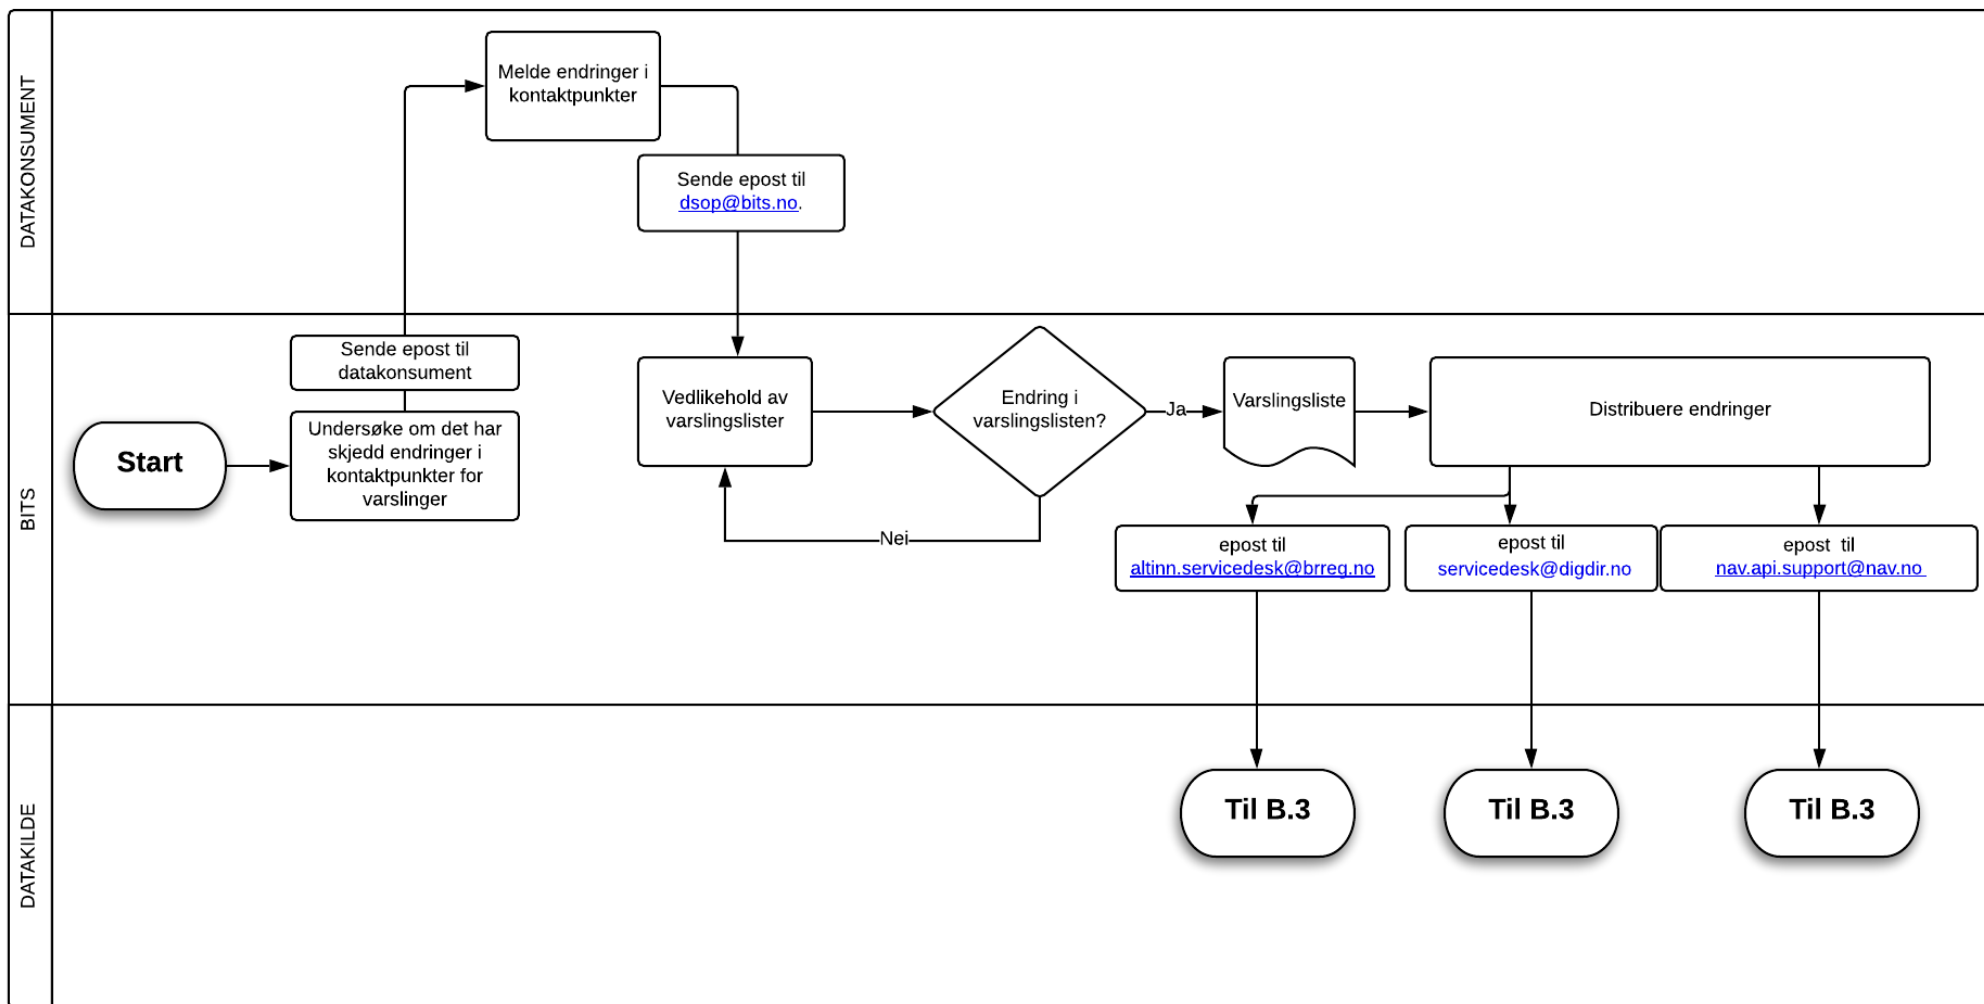 DATAKONSUMENT
Melde endringer i
kontaktpunkter
Sende epost til
dsop@bits.no.
BITS
Start
Sende epost til
datakonsument
Undersøke om det har
skjedd endringer i
kontaktpunkter for
varslinger
Vedlikehold av
varslingslister
Endring i
varslingslisten?
Ja
Nei
Varslingsliste
Distribuere endringer
epost til
altinn.servicedesk@brreg.no
epost til
servicedesk@digdir.no
epost  til
nav.api.support@nav.no
DATAKILDE
Til B.3
Til B.3
Til B.3